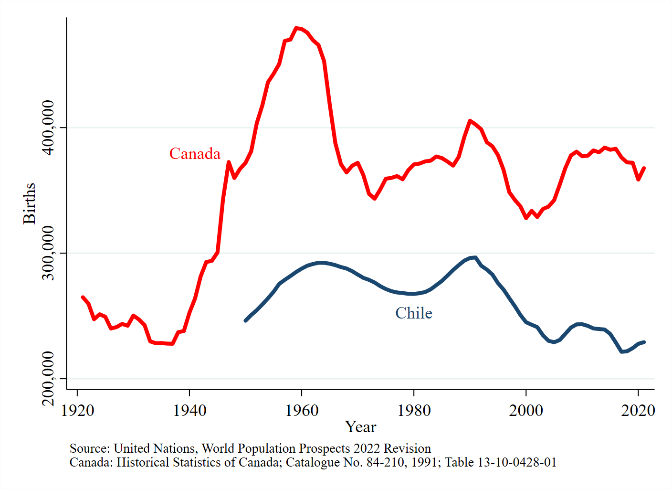 400,000
Canada
Births
300,000
Chile
200,000
1920 1940 1960 1980 2000 2020
Year
Source: United Nations, World Population Prospects 2022 Revision
Canada: Historical Statistics of Canada; Catalogue No. 84-210, 1991; Table 13-10-0428-01